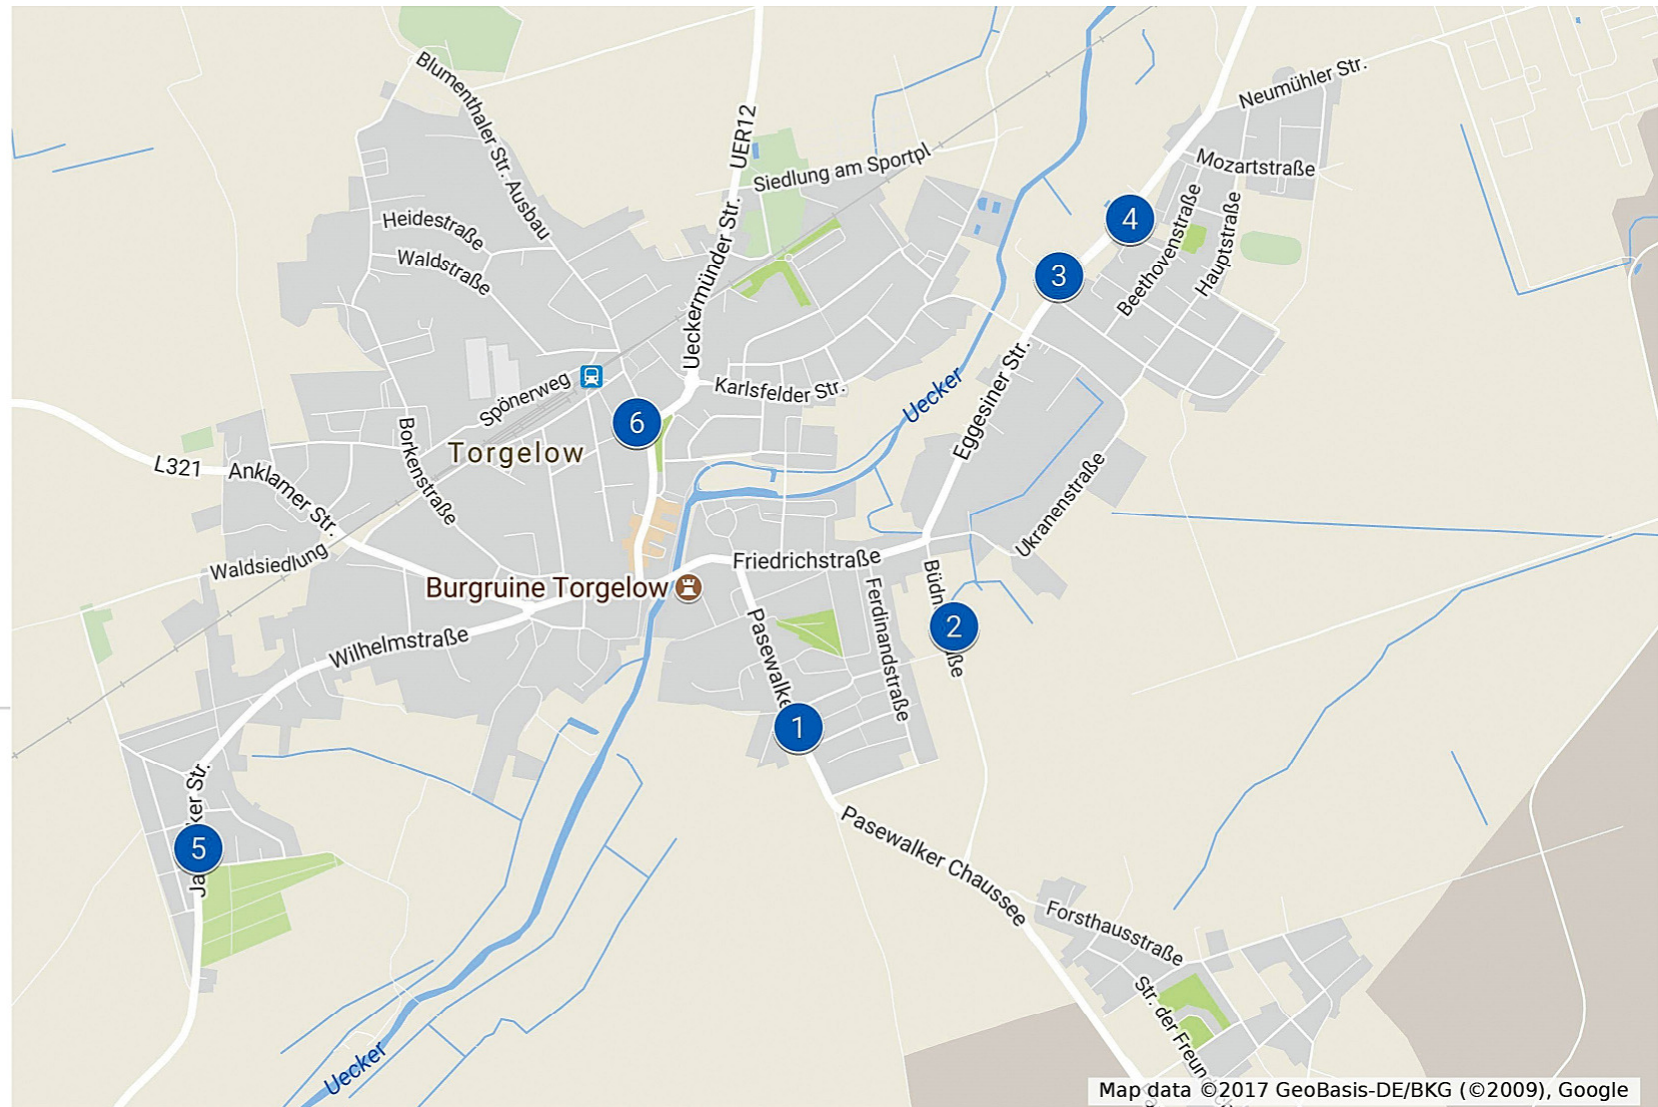 Blumenthaler Str. Ausbau
Neumühler Str.
UER12
Siedlung am Sportpl
Mozartstraße
Heidestraße
4
Beethovenstraße
Hauptstraße
Waldstraße
Ueckermünder Str.
3
Spönerweg
Karlsfelder Str.
Uecker
Eggesiner Str.
6
Torgelow
Borkenstraße
L321
Anklamer Str.
Ukranenstraße
Waldsiedlung
Friedrichstraße
Burgruine Torgelow
Büdn
aße
2
Ferdinandstraße
Pasewalke
Wilhelmstraße
1
Ja
ker Str.
5
Pasewalker Chaussee
Forsthausstraße
Str. der Freun
Uecker
Map data ©2017 GeoBasis-DE/BKG (©2009), Google